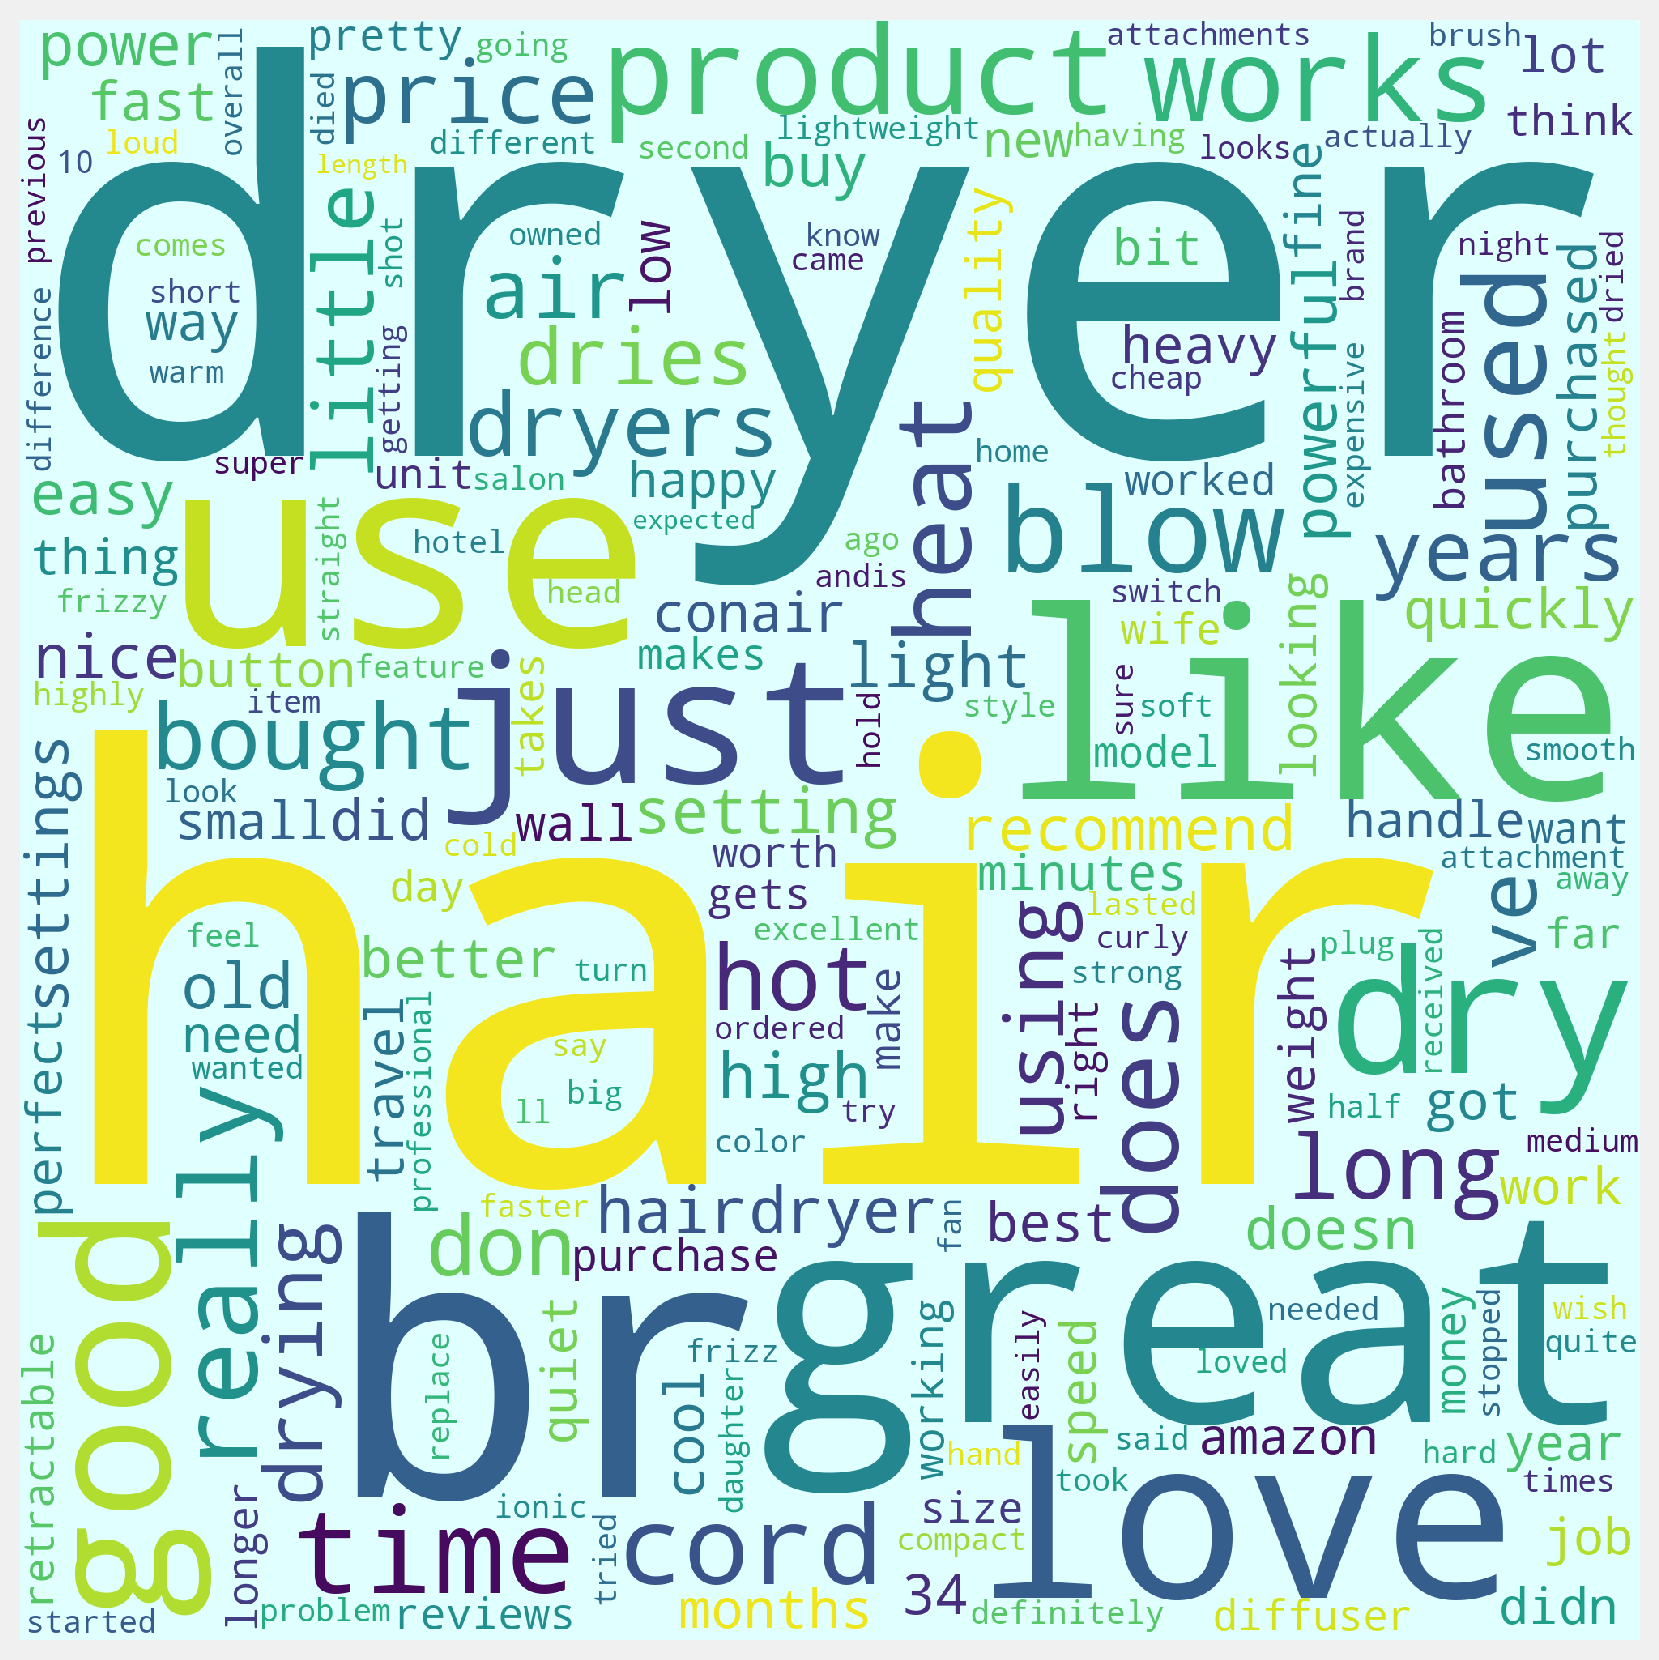 power
overall
pretty
going
product
attachments
brush
works
lot
fast
died
price
different
lightweight
think
loud
length
second
buy
new
having
looks
actually
fine
10
previous
dryer
little
shot
owned
know
came
low
quality
bit
night
brand
comes
short
way
warm
air
heavy
cheap
powerful
used
purchased
dried
thought
bathroom
expensive
difference
getting
dries
dryers
heat
home
super
unit
salon
happy
expected
blow
worked
years
easy
use
straight
hotel
head
ago
andis
switch
thing
frizzy
conair
wife
quickly
nice
button
feature
makes
light
looking
highly
item
takes
just
hold
style
sure
soft
like
bought
model
smooth
look
small
did
wall
setting
recommend
handle
want
cold
worth
minutes
attachment
perfect
settings
hair
day
gets
lasted
away
ve
feel
excellent
curly
plug
far
better
turn
hot
using
strong
dry
received
old
need
wanted
travel
professional
say
big
ll
ordered
high
make
try
color
right
does
weight
half
got
really
medium
long
work
faster
hairdryer
fan
best
doesn
good
drying
don
purchase
great
needed
wish
quite
br
quiet
frizz
working
easily
speed
loved
money
stopped
replace
cool
daughter
retractable
hand
said
amazon
hard
year
took
times
love
longer
time
ionic
tried
cord
size
compact
job
started
problem
reviews
months
34
definitely
diffuser
didn